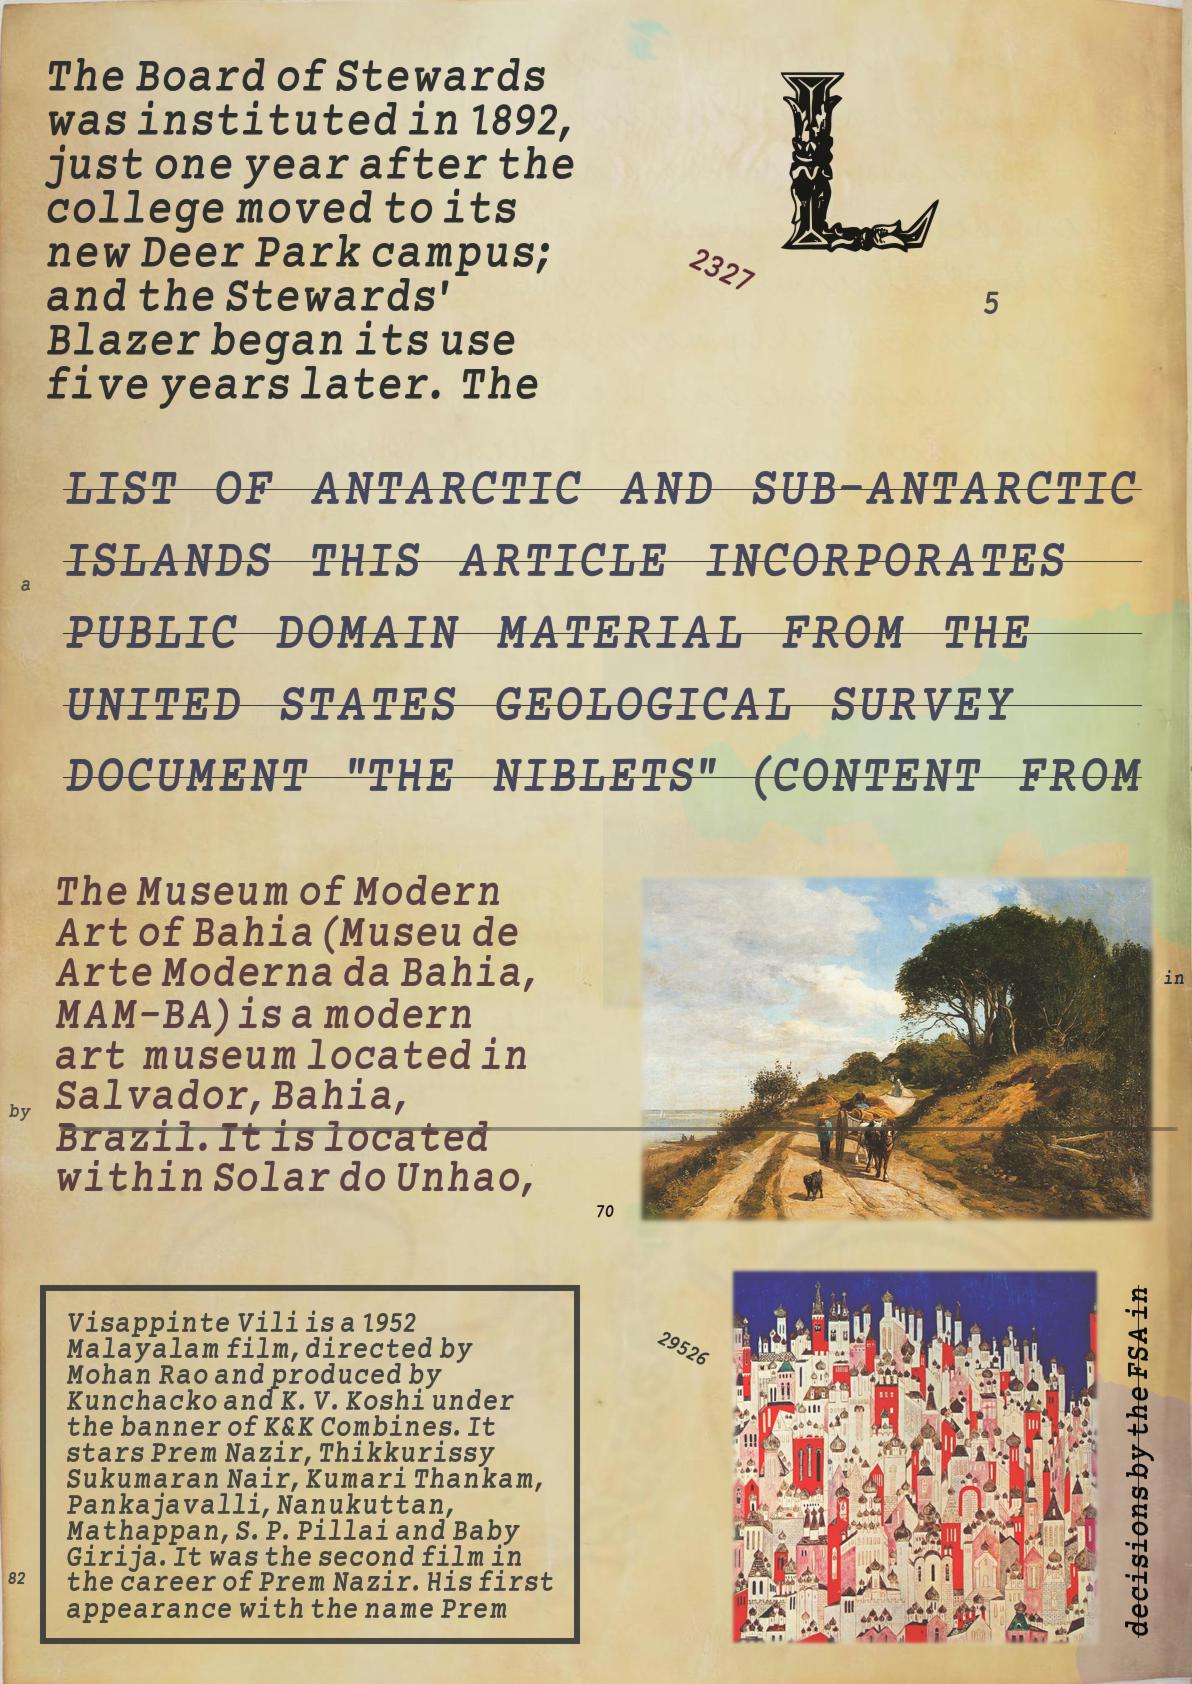 The Board of Stewards
was instituted in 1892,
just one year after the
college moved to its
new Deer Park campus;
and the Stewards'
Blazer began its use
five years later. The
L
2327
5
LIST OF ANTARCTIC AND SUB-ANTARCTIC
ISLANDS THIS ARTICLE INCORPORATES
PUBLIC DOMAIN MATERIAL FROM THE
UNITED STATES GEOLOGICAL SURVEY
DOCUMENT "THE NIBLETS" (CONTENT FROM
a
The Museum of Modern
Art of Bahia (Museu de
Arte Moderna da Bahia,
MAM-BA) is a modern
art museum located in
Salvador, Bahia,
Brazil. It is located
within Solar do Unhao,
in
by
70
Visappinte Vili is a 1952
Malayalam film, directed by
Mohan Rao and produced by
Kunchacko and K. V. Koshi under
the banner of K&K Combines. It
stars Prem Nazir, Thikkurissy
Sukumaran Nair, Kumari Thankam,
Pankajavalli, Nanukuttan,
Mathappan, S. P. Pillai and Baby
Girija. It was the second film in
the career of Prem Nazir. His first
appearance with the name Prem
82
29526
decisions by the FSA in